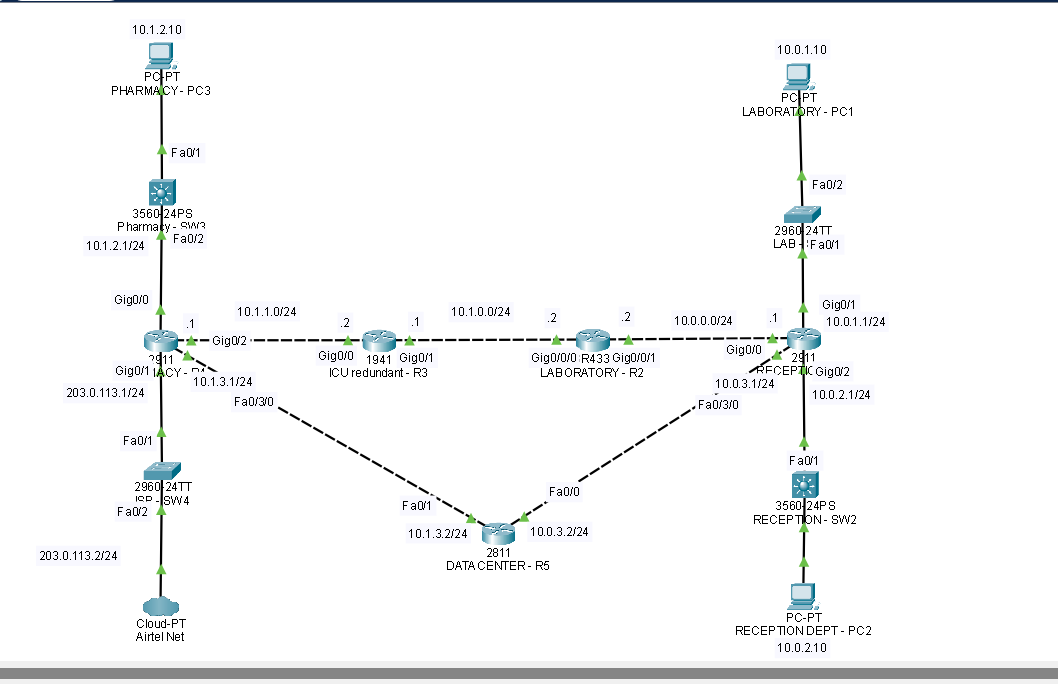 10.1.2.10
PC-PT
PHARMACY - PC3
Fa0/1
3560-24PS
Pharmacy - SW3
Fa0/2
10.1.2.1/24
Gig0/0
.1
Gig0/2
2911
Gig0/1
10.1.1.0/24
.2
Gig0/0
1941
ICU redundant - R3
.1
Gig0/1
10.1.0.0/24
.2
Gig0/0/0
R433
LABORATORY - R2
.2
Gig0/0/1
10.0.0.0/24
.1
Gig0/0
2911
10.0.1.10
PC-PT
LABORATORY - PC1
Fa0/2
2960-24TT
LAB -
Fa0/1
Gig0/1
10.0.1.1/24
Gig0/2
10.0.2.1/24
Fa0/1
3560-24PS
RECEPTION - SW2
PC-PT
RECEPTION DEPT - PC2
10.0.2.10
10.1.3.1/24
Fa0/3/0
10.0.3.1/24
Fa0/3/0
Fa0/1
10.1.3.2/24
Fa0/0
10.0.3.2/24
2811
DATA CENTER - R5
203.0.113.1/24
Fa0/1
2960-24TT
ISP - SW4
Fa0/2
203.0.113.2/24
Cloud-PT
Airtel Net